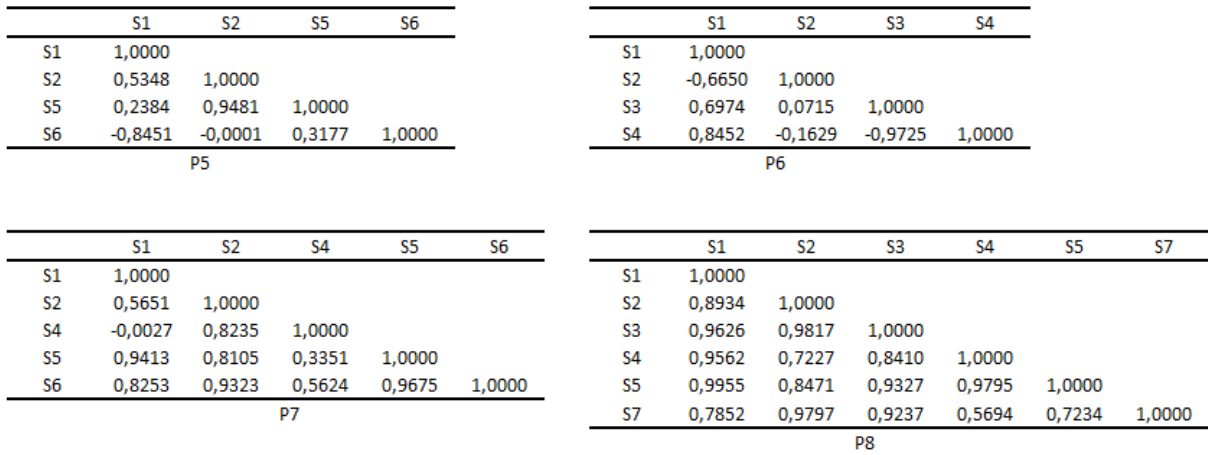 S1 S2 S5 S6
S1 1,0000
S2 0,5348 1,0000
S5 0,2384 0,9481 1,0000
S6 -0,8451 -0,0001 0,3177 1,0000
P5
S1 S2 S3 S4
S1 1,0000
S2 -0,6650 1,0000
S3 0,6974 0,0715 1,0000
S4 0,8452 -0,1629 -0,9725 1,0000
P6
S1 S2 S4 S5 S6
S1 1,0000
S2 0,5651 1,0000
S4 -0,0027 0,8235 1,0000
S5 0,9413 0,8105 0,3351 1,0000
S6 0,8253 0,9323 0,5624 0,9675 1,0000
P7
S1 S2 S3 S4 S5 S7
S1 1,0000
S2 0,8934 1,0000
S3 0,9626 0,9817 1,0000
S4 0,9562 0,7227 0,8410 1,0000
S5 0,9955 0,8471 0,9327 0,9795 1,0000
S7 0,7852 0,9797 0,9237 0,5694 0,7234 1,0000
P8